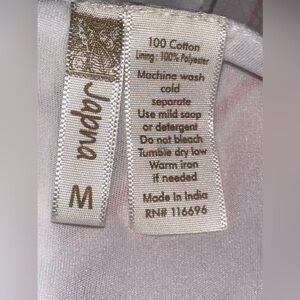 Japna
M
100 Cotton
Lining: 100% Polyester
Machine wash
cold
separate
Use mild soap
or detergent
Do not bleach
Tumble dry low
Warm iron
if needed
Made In India
RN# 116696